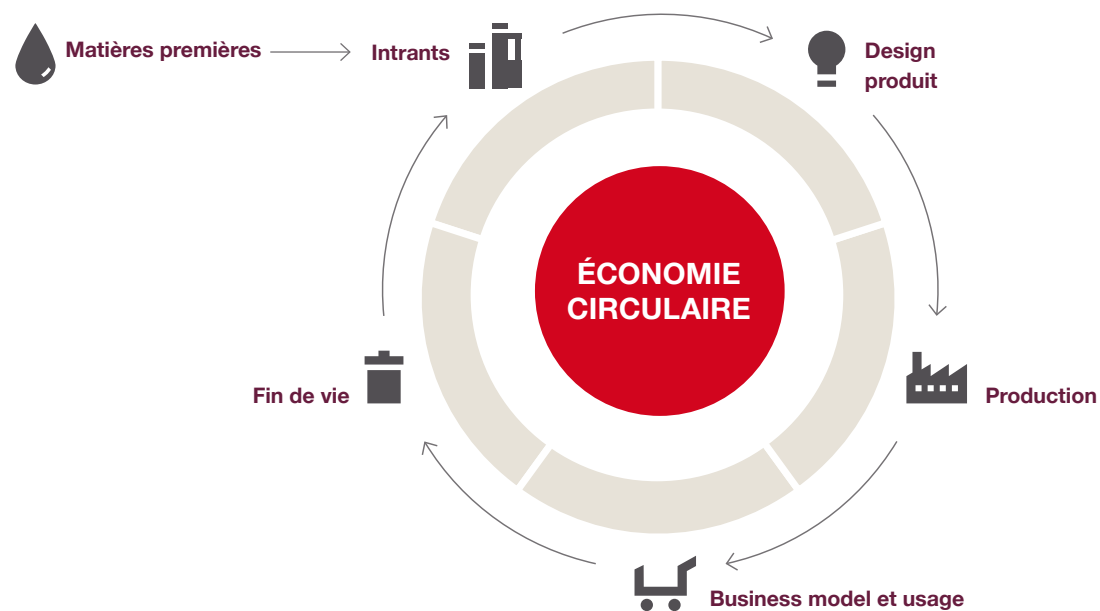 Matières premières
Intrants
Design
produit
ÉCONOMIE
CIRCULAIRE
Fin de vie
Production
Business model et usage